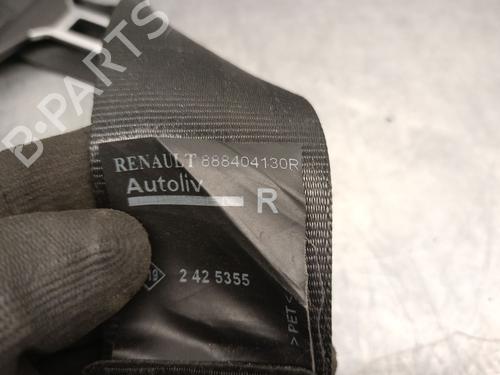 B-PARTS
RENAULT 888404130R
Autoliv
R
2 42 5355
>PET<